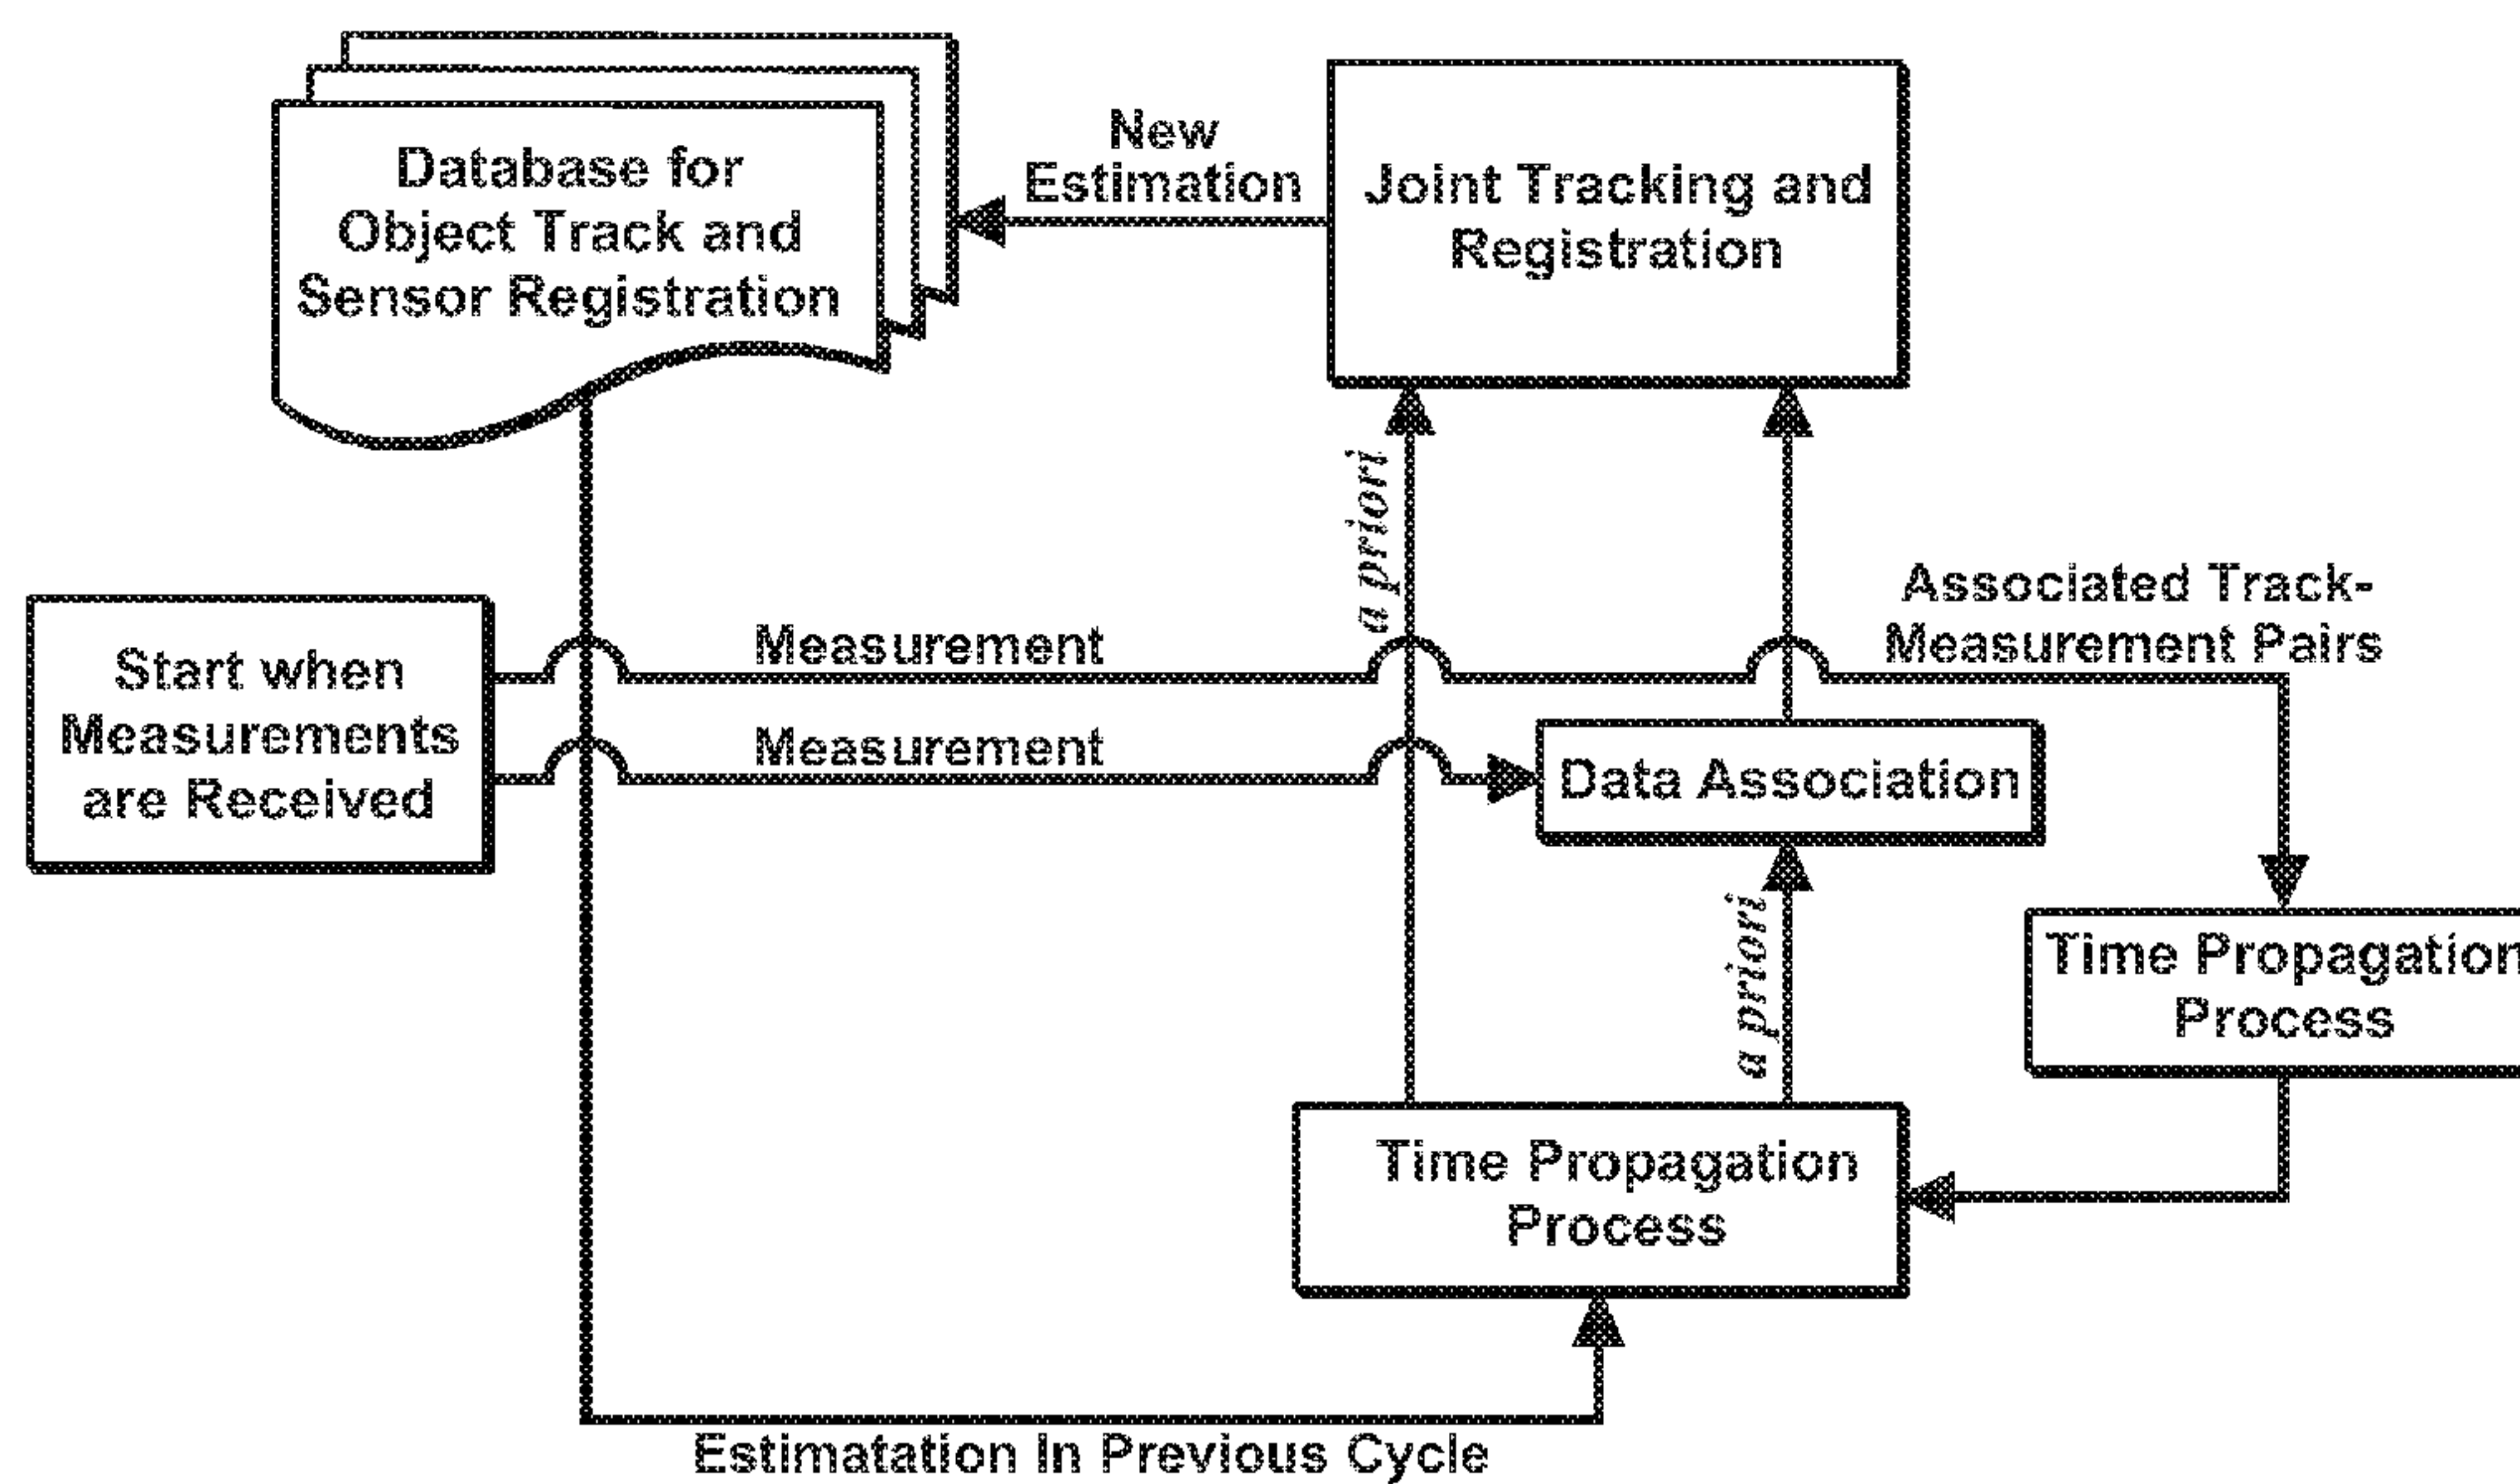 Database for
Object Track and
Sensor Registration
New
Estimation
Joint Tracking and
Registration
a priori
Associated Track-
Measurement Pairs
Start when
Measurements
are Received
Measurement
Measurement
Data Association
a priori
Time Propagation
Process
Time Propagation
Process
Estimatation In Previous Cycle